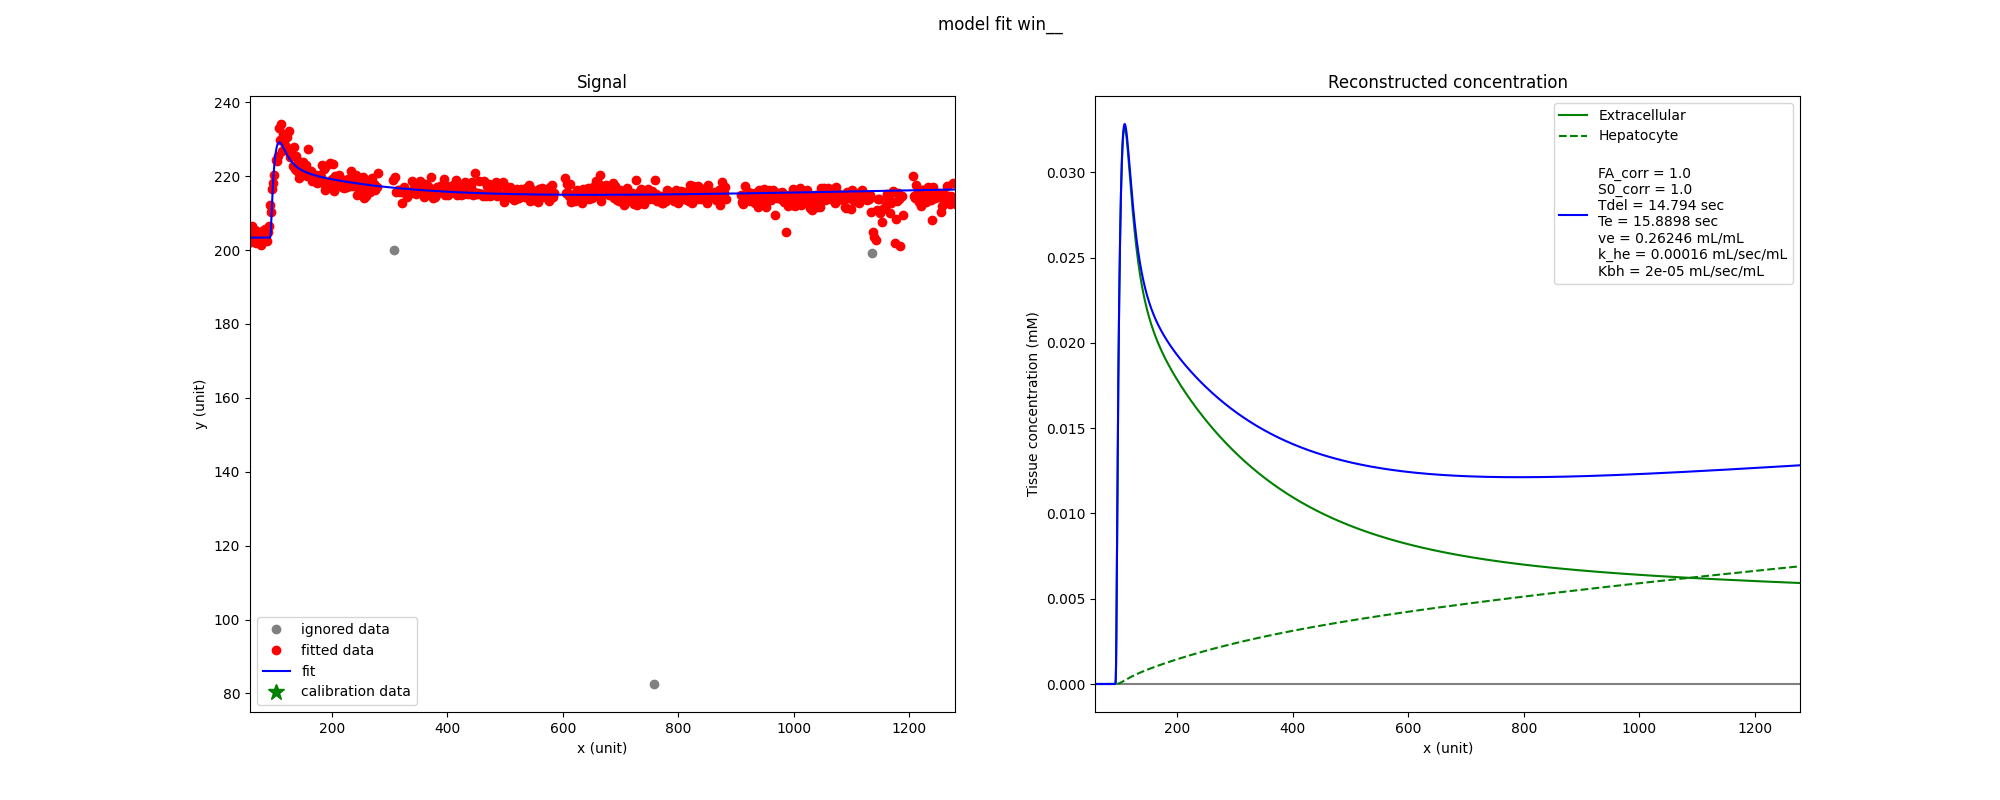 model fit win__
Signal
240
220
200
180
160
140
120
100
80
y (unit)
ignored data
fitted data
fit
calibration data
200
400
600
800
1000
1200
x (unit)
Reconstructed concentration
0.030
0.025
0.020
0.015
0.010
0.005
0.000
Tissue concentration (mM)
Extracellular
Hepatocyte
FA_corr = 1.0
S0_corr = 1.0
Tdel = 14.794 sec
Te = 15.8898 sec
ve = 0.26246 mL/mL
k_he = 0.00016 mL/sec/mL
Kbh = 2e-05 mL/sec/mL
200
400
600
800
1000
1200
x (unit)